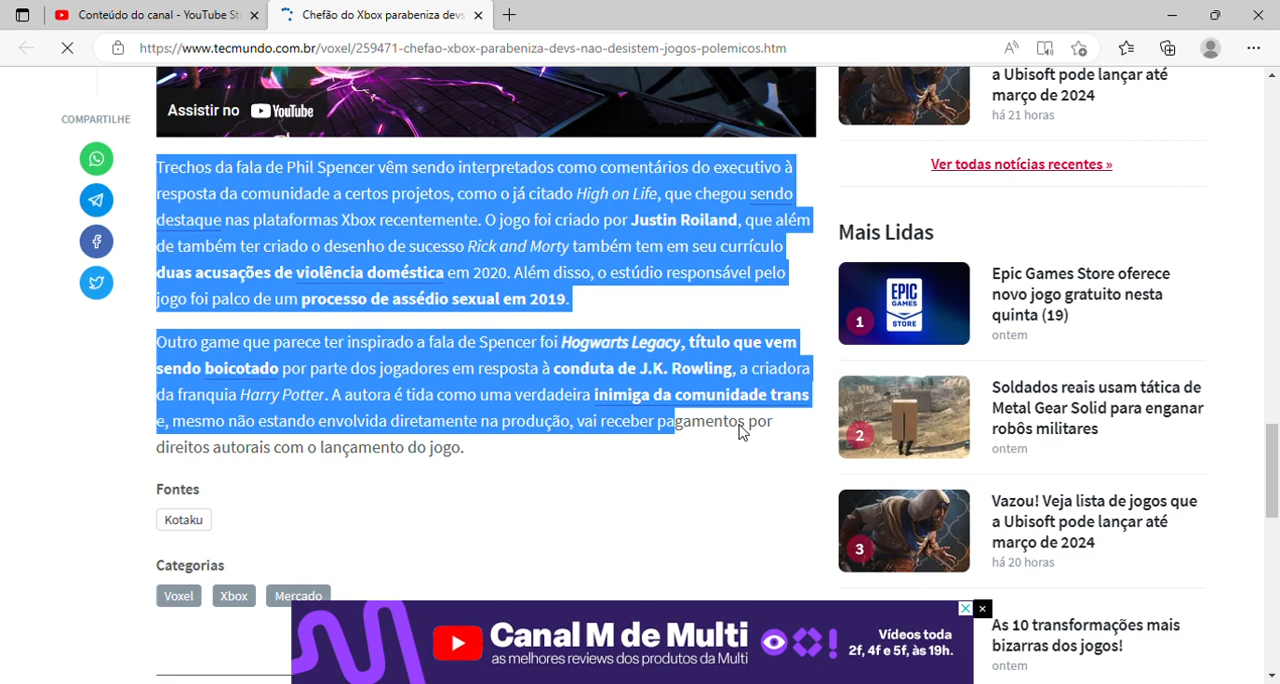 Conteúdo do canal - YouTube St
Chefão do Xbox parabeniza devs
https://www.tecmundo.com.br/voxel/259471-chefao-xbox-parabeniza-devs-nao-desistem-jogos-polemicos.htm
COMPARTILHE
Assistir no YouTube
Trechos da fala de Phil Spencer vêm sendo interpretados como comentários do executivo à
resposta da comunidade a certos projetos, como o já citado High on Life, que chegou sendo
destaque nas plataformas Xbox recentemente. O jogo foi criado por Justin Roiland, que além
de também ter criado o desenho de sucesso Rick and Morty também tem em seu currículo
duas acusações de violência doméstica em 2020. Além disso, o estúdio responsável pelo
jogo foi palco de um processo de assédio sexual em 2019.
Outro game que parece ter inspirado a fala de Spencer foi Hogwarts Legacy, título que vem
sendo boicotado por parte dos jogadores em resposta à conduta de J.K. Rowling, a criadora
da franquia Harry Potter. A autora é tida como uma verdadeira inimiga da comunidade trans
e, mesmo não estando envolvida diretamente na produção, vai receber pagamentos por
direitos autorais com o lançamento do jogo.
Fontes
Kotaku
Categorias
Voxel
Xbox
Mercado
a Ubisoft pode lançar até
março de 2024
há 21 horas
Ver todas notícias recentes »
Mais Lidas
EPIC
GAMES
STORE
1
Epic Games Store oferece
novo jogo gratuito nesta
quinta (19)
ontem
2
Soldados reais usam tática de
Metal Gear Solid para enganar
robôs militares
ontem
3
Vazou! Veja lista de jogos que
a Ubisoft pode lançar até
março de 2024
há 20 horas
As 10 transformações mais
bizarras dos jogos!
ontem
Canal M de Multi
as melhores reviews dos produtos da Multi
Vídeos toda
2f, 4f e 5f, às 19h.